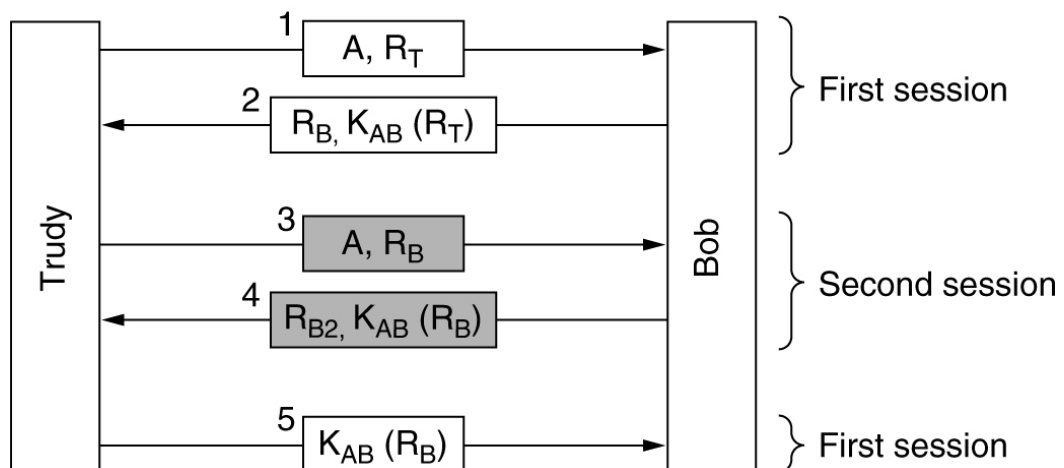 1
A, R_T
First session
2
R_B, K_AB (R_T)
Trudy
Bob
3
A, R_B
Second session
4
R_B2, K_AB (R_B)
5
K_AB (R_B)
First session